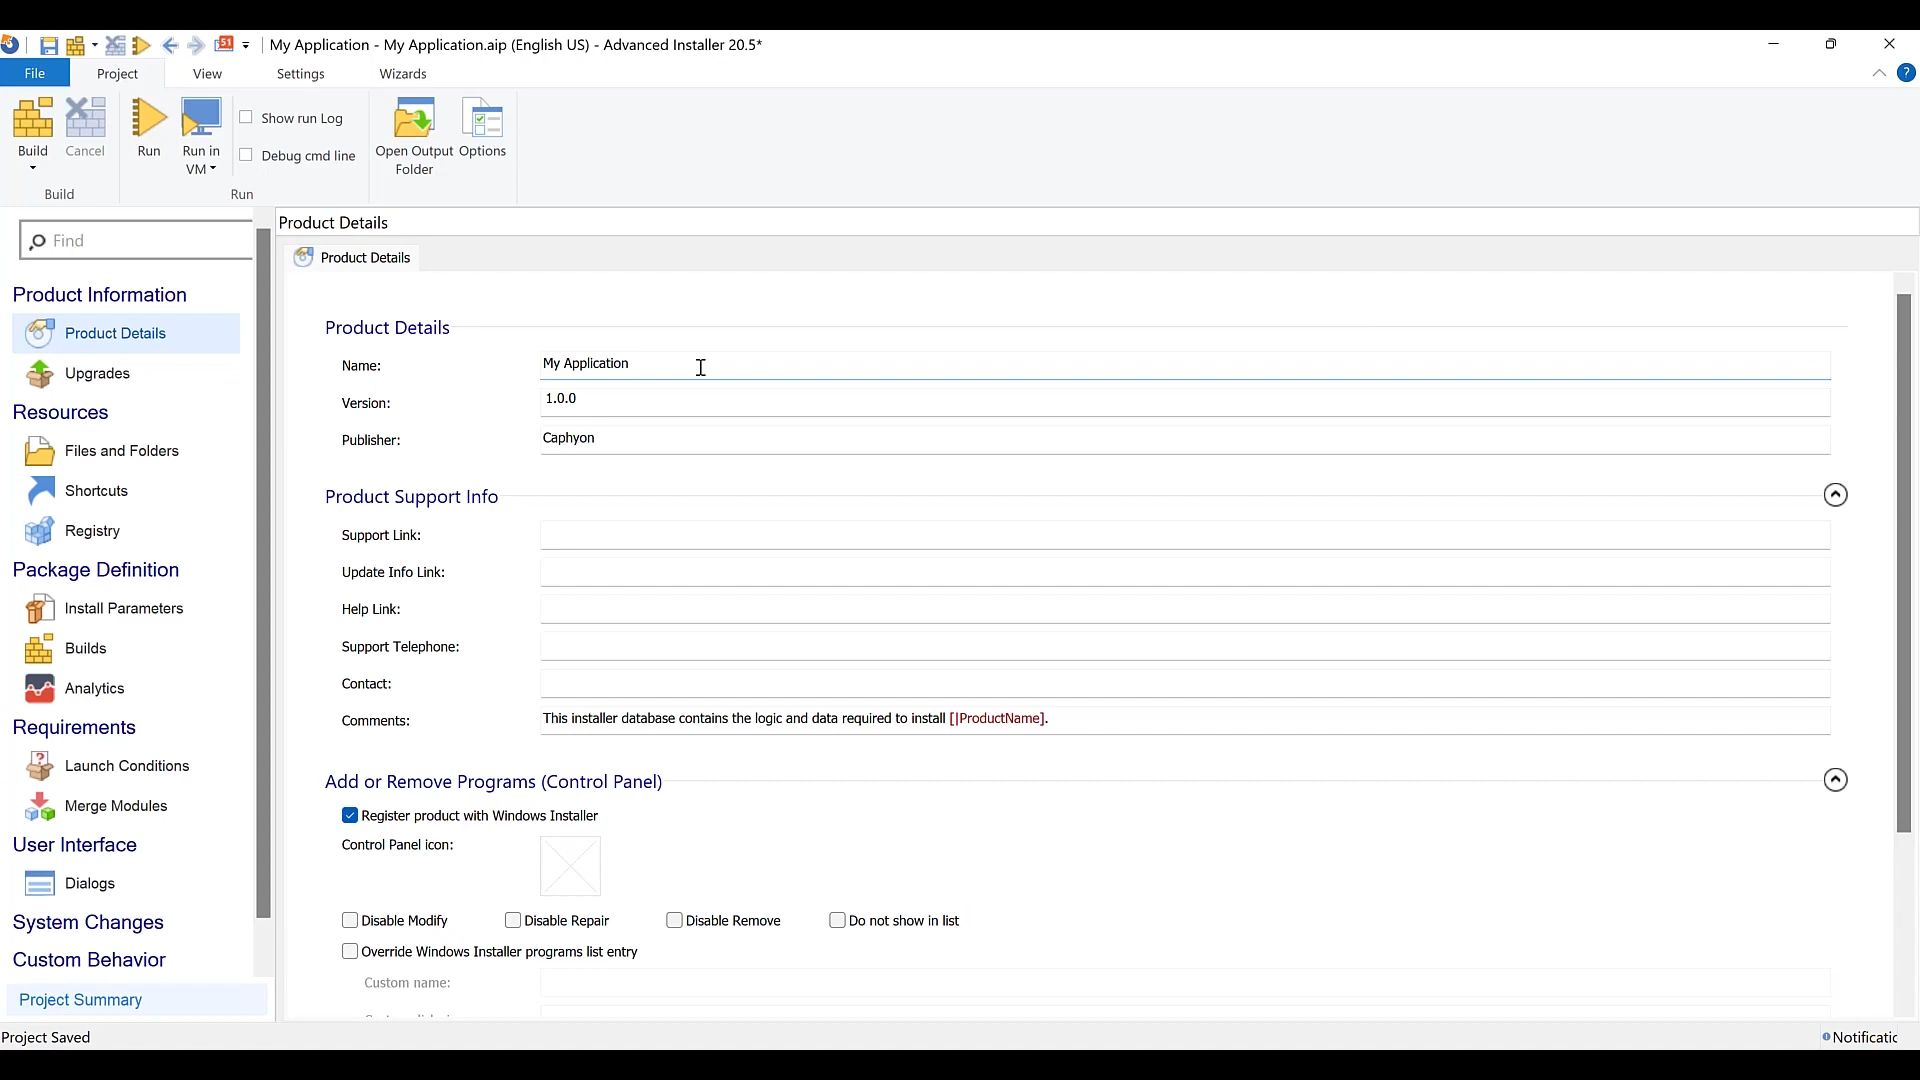 51
My Application - My Application.aip (English US) - Advanced Installer 20.5*
File Project View Settings Wizards
?
Build Cancel Run Run in VM
Show run Log
Debug cmd line
Open Output Folder Options
Build Run
Find
Product Information
Product Details
Upgrades
Resources
Files and Folders
Shortcuts
Registry
Package Definition
Install Parameters
Builds
Analytics
Requirements
Launch Conditions
Merge Modules
User Interface
Dialogs
System Changes
Custom Behavior
Project Summary
Product Details
Product Details
Product Details
Name: My Application
Version: 1.0.0
Publisher: Caphyon
Product Support Info
Support Link:
Update Info Link:
Help Link:
Support Telephone:
Contact:
Comments: This installer database contains the logic and data required to install [|ProductName].
Add or Remove Programs (Control Panel)
Register product with Windows Installer
Control Panel icon:
Disable Modify Disable Repair Disable Remove Do not show in list
Override Windows Installer programs list entry
Custom name:
Project Saved
Notificatic